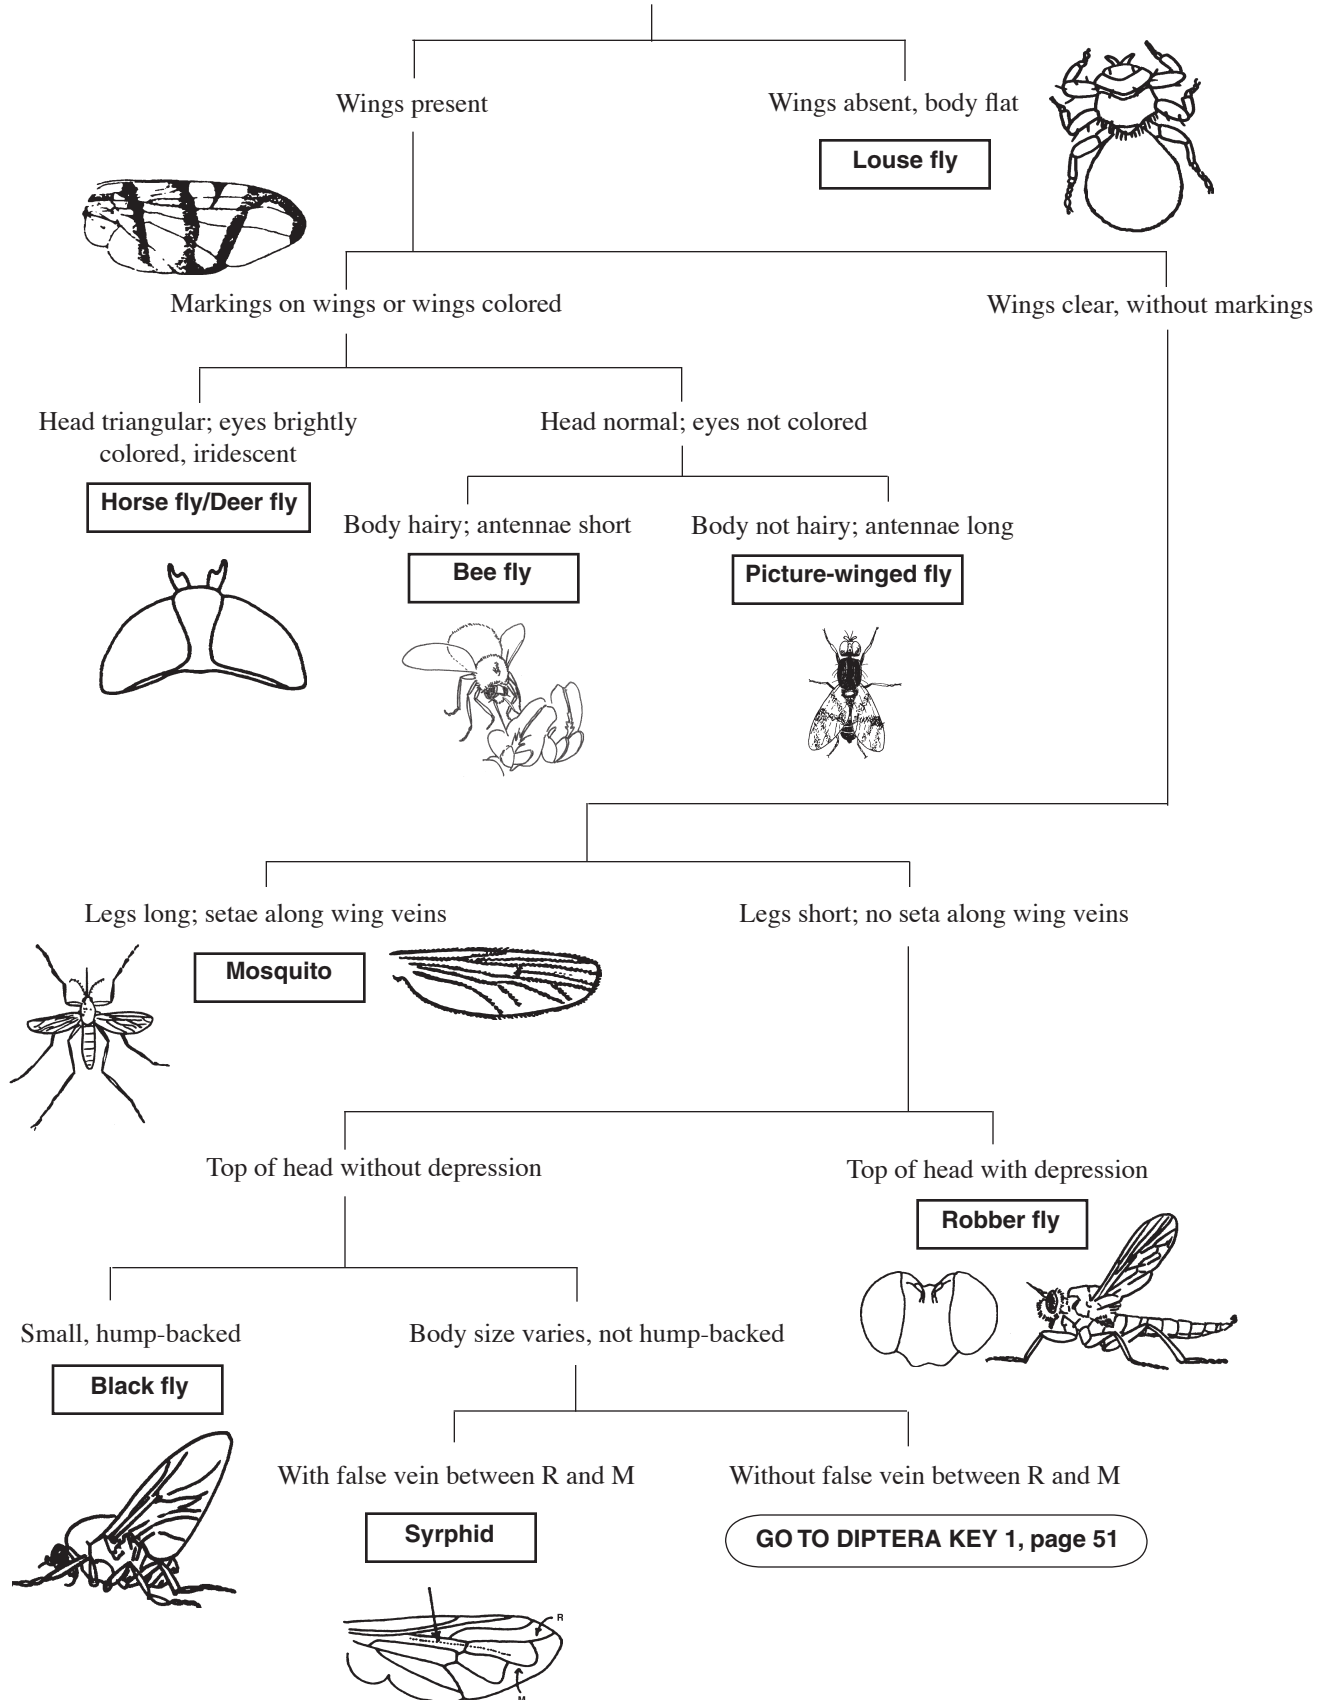 Wings present
Wings absent, body flat
Louse fly
Markings on wings or wings colored
Wings clear, without markings
Head triangular; eyes brightly
colored, iridescent
Horse fly/Deer fly
Head normal; eyes not colored
Body hairy; antennae short
Bee fly
Body not hairy; antennae long
Picture-winged fly
Legs long; setae along wing veins
Mosquito
Legs short; no seta along wing veins
Top of head without depression
Top of head with depression
Robber fly
Small, hump-backed
Black fly
Body size varies, not hump-backed
With false vein between R and M
Syrphid
Without false vein between R and M
GO TO DIPTERA KEY 1, page 51
R
M